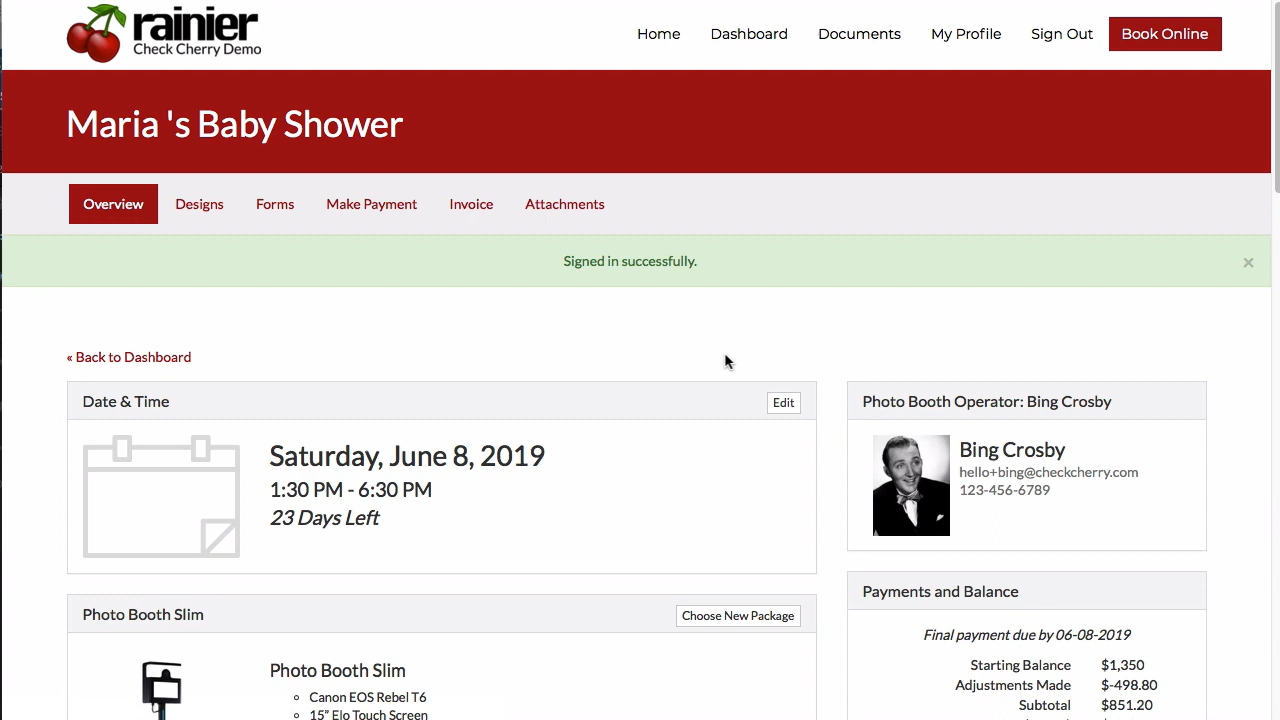 rainier
Check Cherry Demo
Home Dashboard Documents My Profile Sign Out Book Online
Maria 's Baby Shower
Overview Designs Forms Make Payment Invoice Attachments
Signed in successfully.
×
« Back to Dashboard
Date & Time Edit
Saturday, June 8, 2019
1:30 PM - 6:30 PM
23 Days Left
Photo Booth Slim Choose New Package
Photo Booth Slim
Canon EOS Rebel T6
15” Elo Touch Screen
Photo Booth Operator: Bing Crosby
Bing Crosby
hello+bing@checkcherry.com
123-456-6789
Payments and Balance
Final payment due by 06-08-2019
Starting Balance $1,350
Adjustments Made $-498.80
Subtotal $851.20